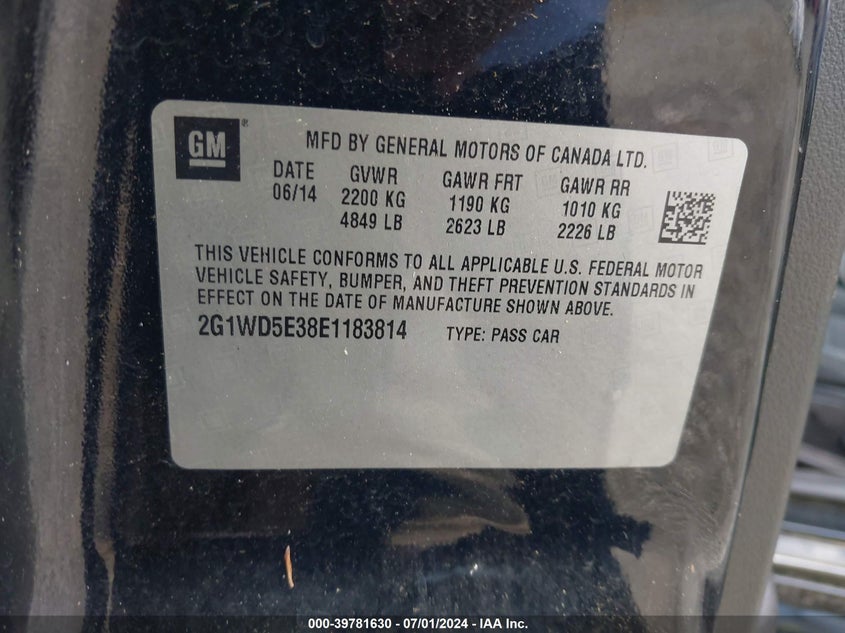 GM®
MFD BY GENERAL MOTORS OF CANADA LTD.
DATE GVWR GAWR FRT GAWR RR
06/14 2200 KG 1190 KG 1010 KG
4849 LB 2623 LB 2226 LB
THIS VEHICLE CONFORMS TO ALL APPLICABLE U.S. FEDERAL MOTOR
VEHICLE SAFETY, BUMPER, AND THEFT PREVENTION STANDARDS IN
EFFECT ON THE DATE OF MANUFACTURE SHOWN ABOVE.
2G1WD5E38E1183814 TYPE: PASS CAR
000-39781630 - 07/01/2024 - IAA Inc.